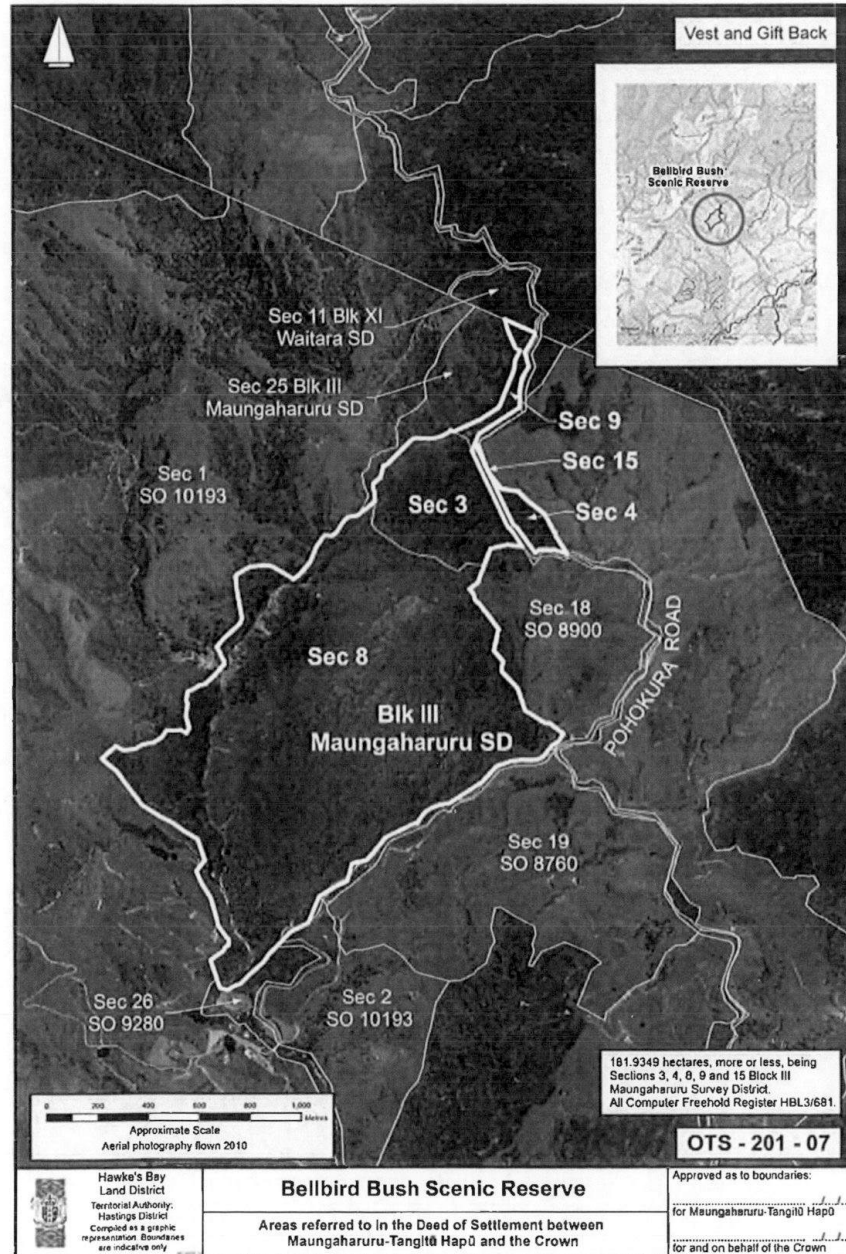 Vest and Gift Back
Bellbird Bush
Scenic Reserve
Sec 11 Blk XI
Waitara SD
Sec 25 Blk III
Maungaharuru SD
Sec 9
Sec 15
Sec 4
Sec 1
SO 10193
Sec 3
Sec 18
SO 8900
POHOKURA ROAD
Sec 8
Blk III
Maungaharuru SD
Sec 19
SO 8760
Sec 26
SO 9280
Sec 2
SO 10193
181.9349 hectares, more or less, being
Sections 3, 4, 8, 9 and 15 Block III
Maungaharuru Survey District.
All Computer Freehold Register HBL3/681.
0 200 400 600 800 1,000
Metres
Approximate Scale
Aerial photography flown 2010
OTS - 201 - 07
Hawke's Bay
Land District
Territorial Authority:
Hastings District
Compiled as a graphic
representation. Boundaries
are indicative only
Bellbird Bush Scenic Reserve
Areas referred to in the Deed of Settlement between
Maungaharuru-Tangitū Hapū and the Crown
Approved as to boundaries:
for Maungaharuru-Tangitū Hapū
for and on behalf of the Crown